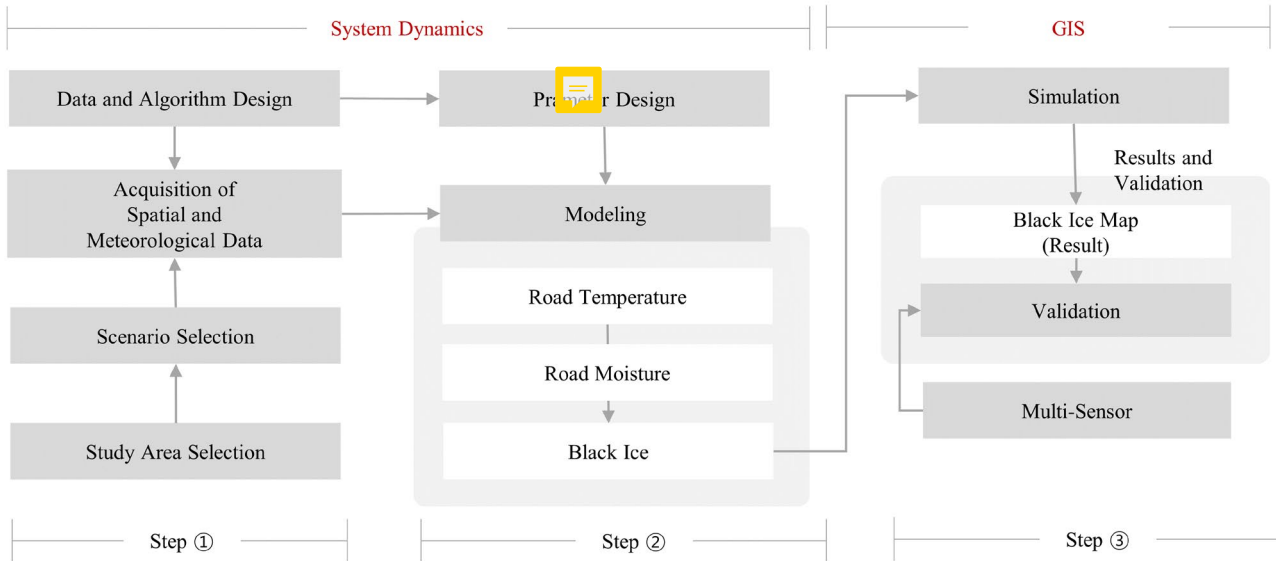 System Dynamics
GIS
Data and Algorithm Design
Prameter Design
Simulation
Results and
Validation
Acquisition of
Spatial and
Meteorological Data
Modeling
Black Ice Map
(Result)
Road Temperature
Validation
Scenario Selection
Road Moisture
Multi-Sensor
Study Area Selection
Black Ice
Step ①
Step ②
Step ③